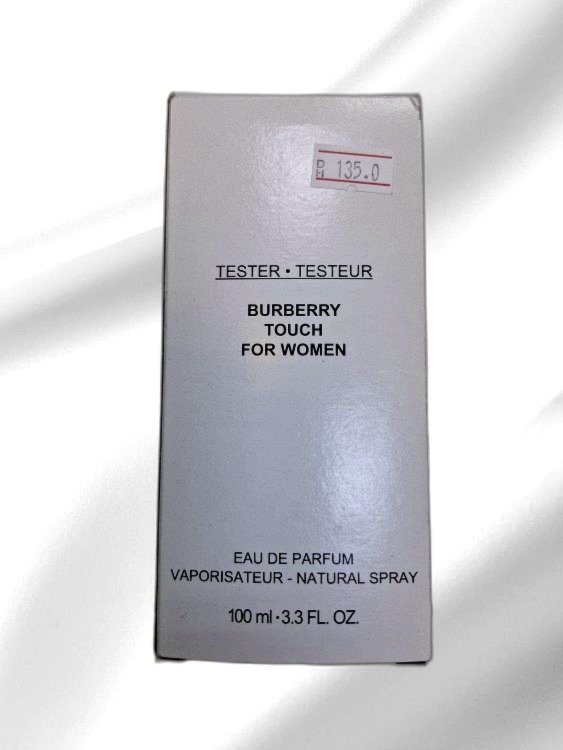 DH 135.0
TESTER • TESTEUR
BURBERRY
TOUCH
FOR WOMEN
EAU DE PARFUM
VAPORISATEUR - NATURAL SPRAY
100 ml • 3.3 FL. OZ.